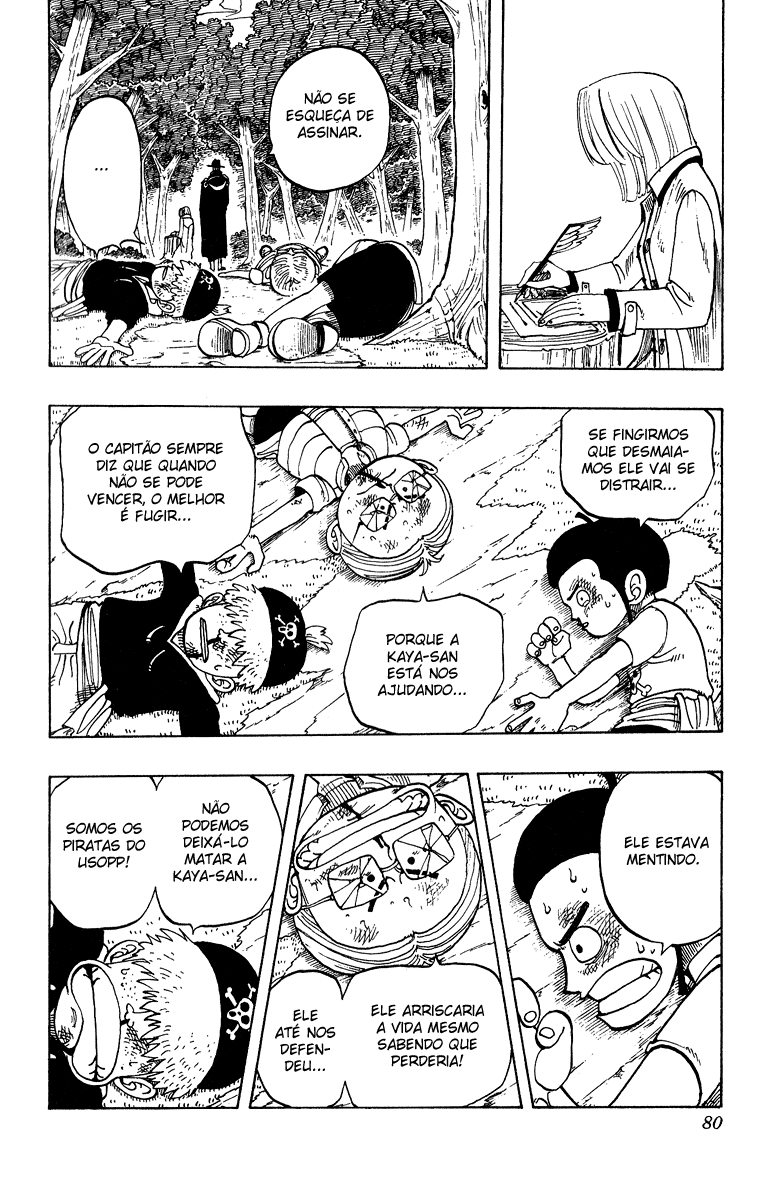 NÃO SE
ESQUEÇA DE
ASSINAR.
...
SE FINGIRMOS
QUE DESMAIA-
MOS ELE VAI SE
DISTRAIR...
PORQUE A
KAYA-SAN
ESTÁ NOS
AJUDANDO...
O CAPITÃO SEMPRE
DIZ QUE QUANDO
NÃO SE PODE
VENCER, O MELHOR
É FUGIR...
ELE ESTAVA
MENTINDO.
ELE ARRISCARIA
A VIDA MESMO
SABENDO QUE
PERDERIA!
ELE
ATÉ NOS
DEFEN-
DEU...
NÃO
PODEMOS
DEIXÁ-LO
MATAR A
KAYA-SAN...
SOMOS OS
PIRATAS DO
USOPP!
80